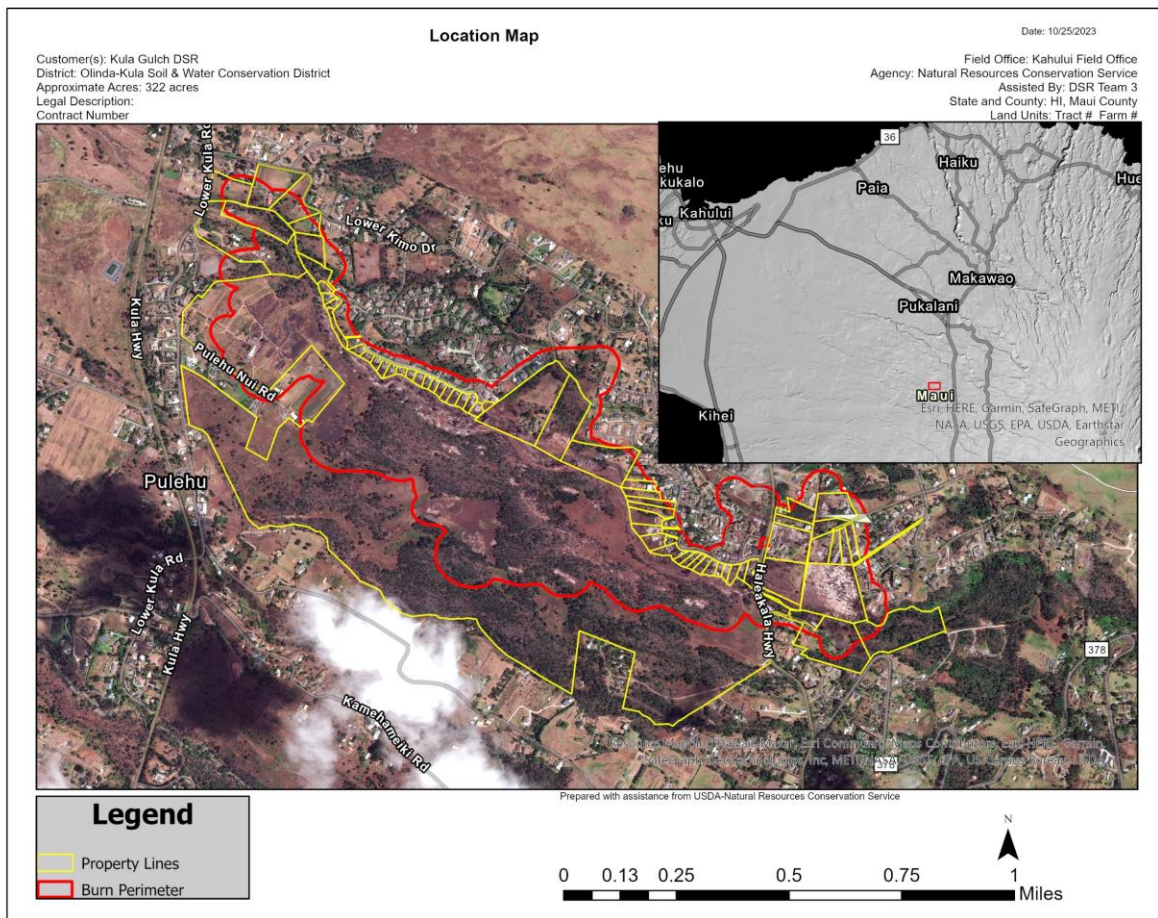 Location Map
Date: 10/25/2023
Customer(s): Kula Gulch DSR
District: Olinda-Kula Soil & Water Conservation District
Approximate Acres: 322 acres
Legal Description:
Contract Number
Field Office: Kahului Field Office
Agency: Natural Resources Conservation Service
Assisted By: DSR Team 3
State and County: HI, Maui County
Land Units: Tract # Farm #
36
Haiku
ehu
kukalo
Paia
Hue
ku
Kahului
Makawao
Pukalani
Maui
Kihei
Esri, HERE, Garmin, SafeGraph, METI,
NASA, USGS, EPA, USDA, Earthstar
Geographics
Lower Kula Rd
Lower Kimo Dr
Kula Hwy
Pulehu Nui Rd
Pulehu
Lower Kula Rd
Kula Hwy
Haleakala Hwy
378
Kamehameiki Rd
378
Prepared with assistance from USDA-Natural Resources Conservation Service
Legend
Property Lines
Burn Perimeter
N
0 0.13 0.25 0.5 0.75 1
Miles